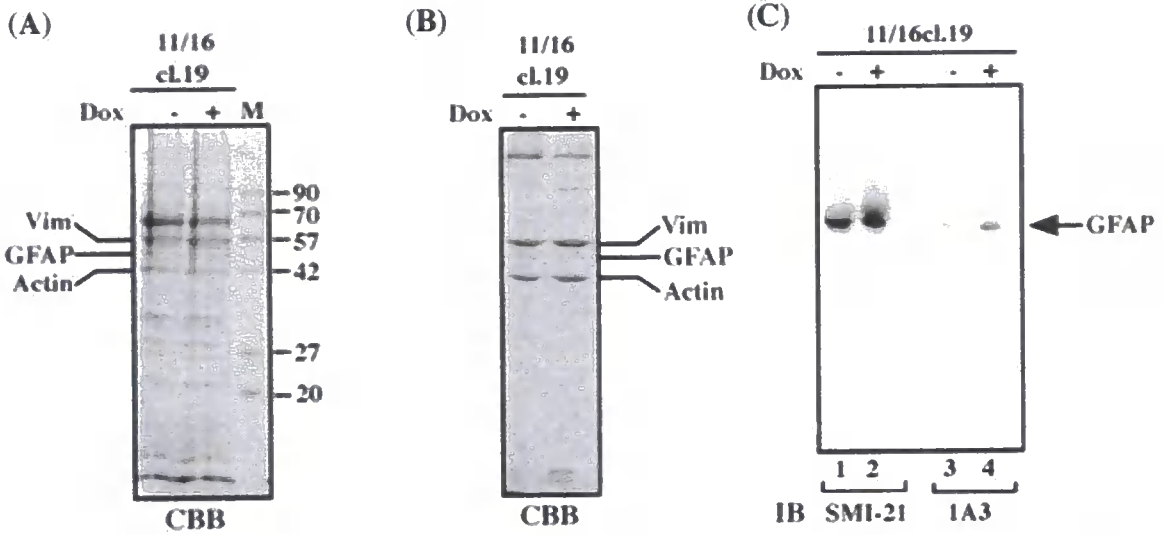 (A)
11/16
cl.19
Dox - + M
90
70
57
42
27
20
Vim
GFAP
Actin
CBB
(B)
11/16
cl.19
Dox - +
Vim
GFAP
Actin
CBB
(C)
11/16cl.19
Dox - + - +
GFAP
1 2 3 4
IB SMI-21 1A3